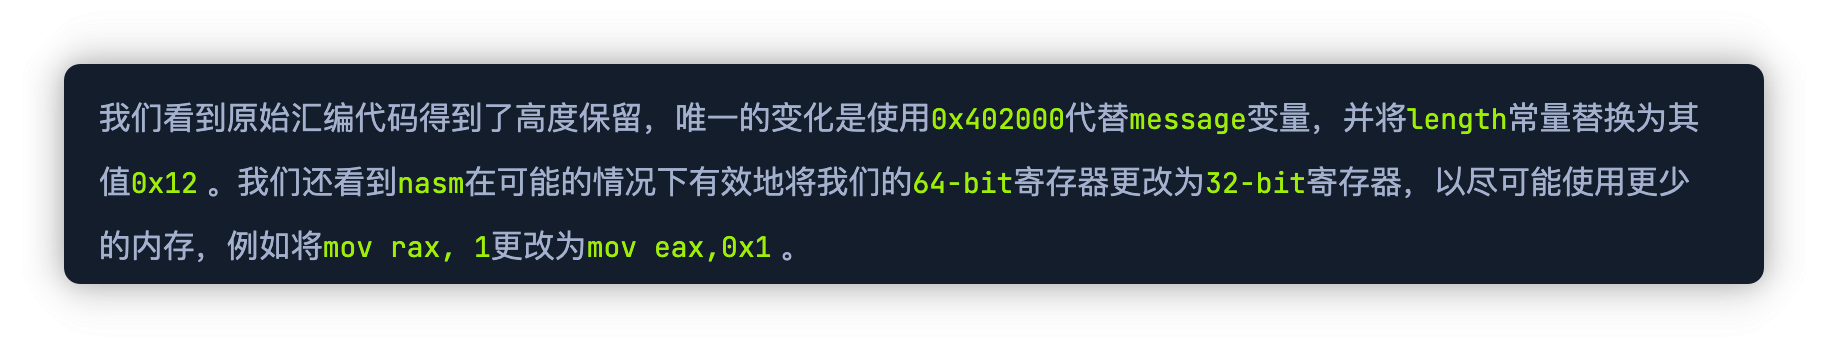 我们看到原始汇编代码得到了高度保留，唯一的变化是使用0x402000代替message变量，并将length常量替换为其
值0x12 。我们还看到nasm在可能的情况下有效地将我们的64-bit寄存器更改为32-bit寄存器，以尽可能使用更少
的内存，例如将mov rax, 1更改为mov eax,0x1 。